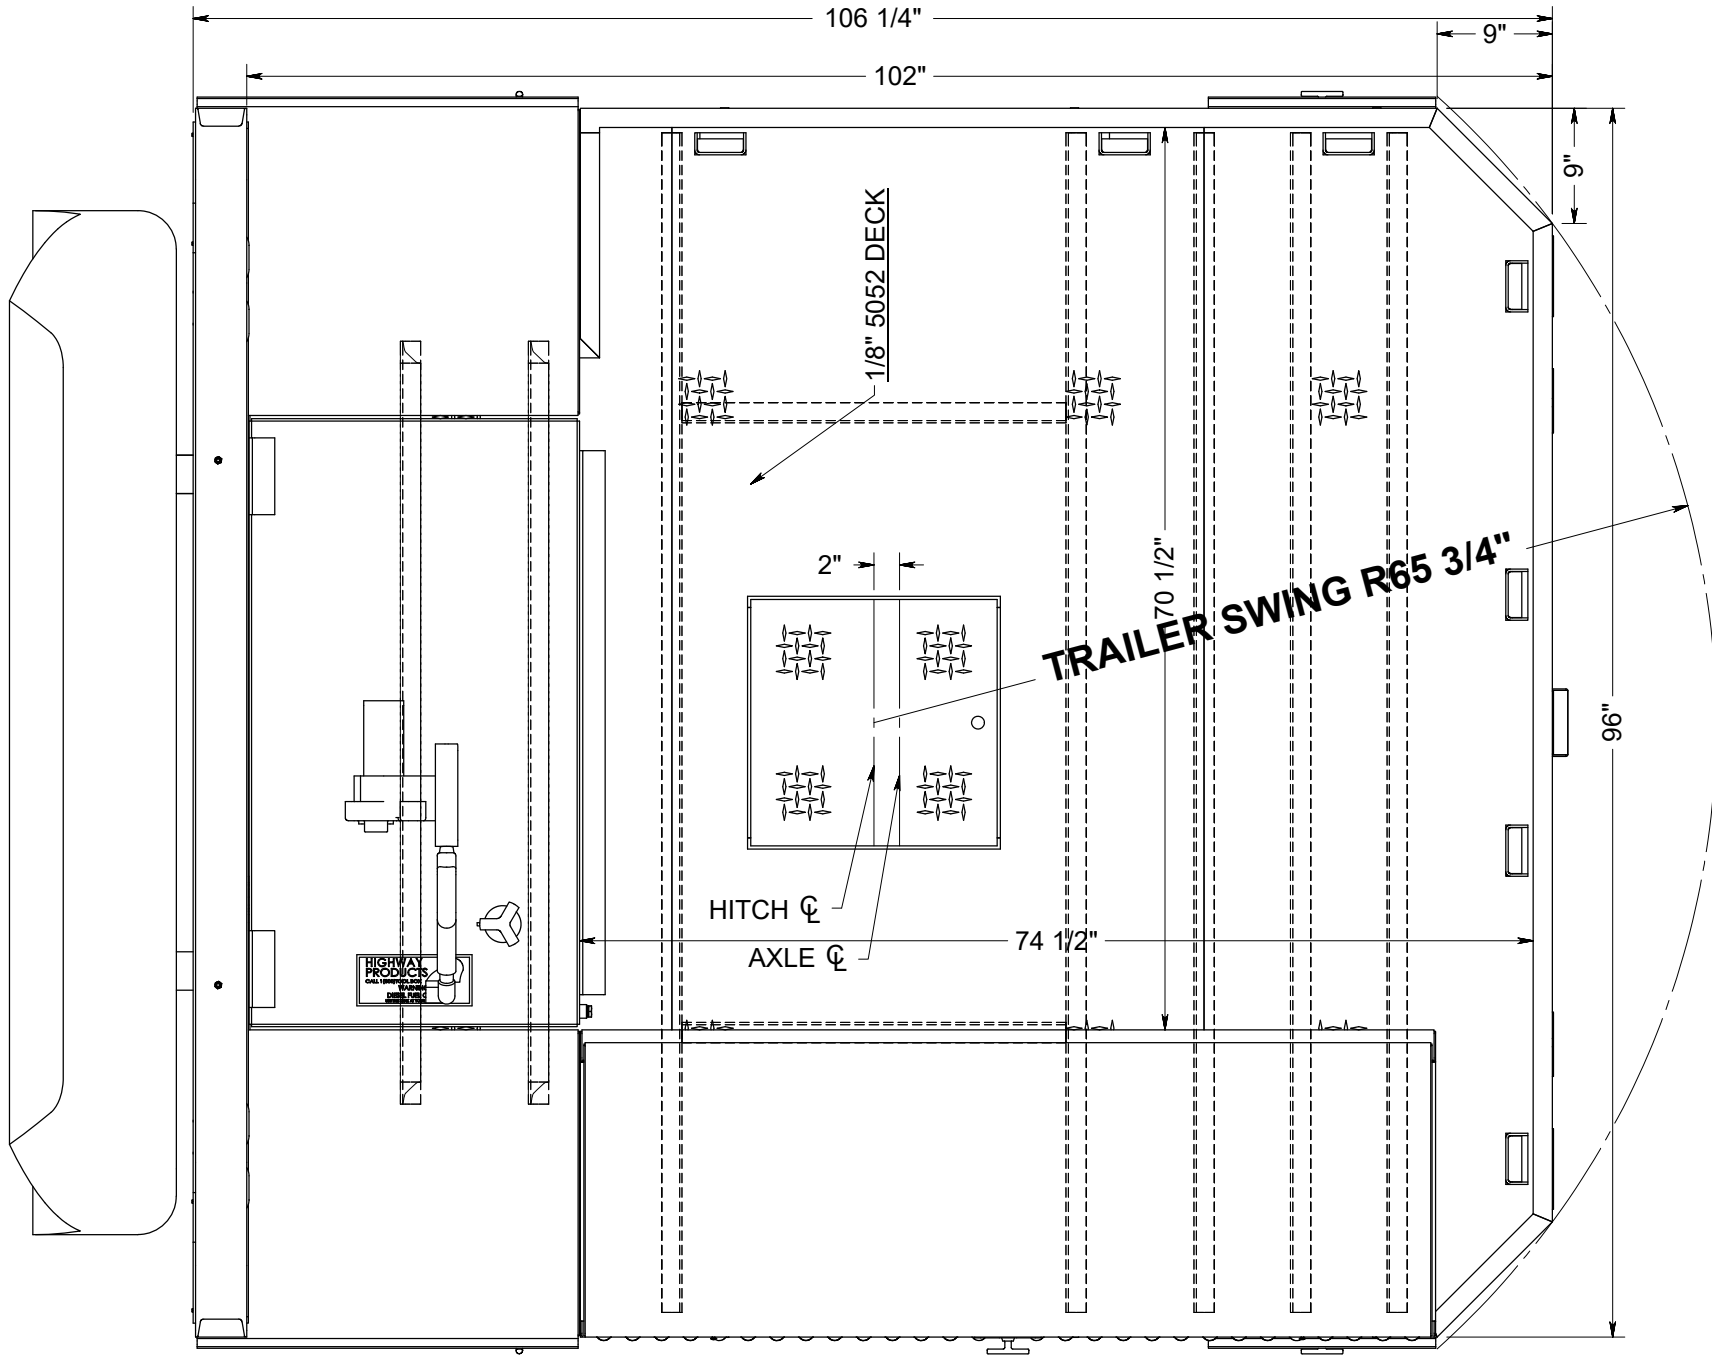 106 1/4"
9"
102"
9"
1/8" 5052 DECK
2"
70 1/2"
TRAILER SWING R65 3/4"
96"
HITCH ℄
74 1/2"
AXLE ℄
HIGHWAY
PRODUCTS